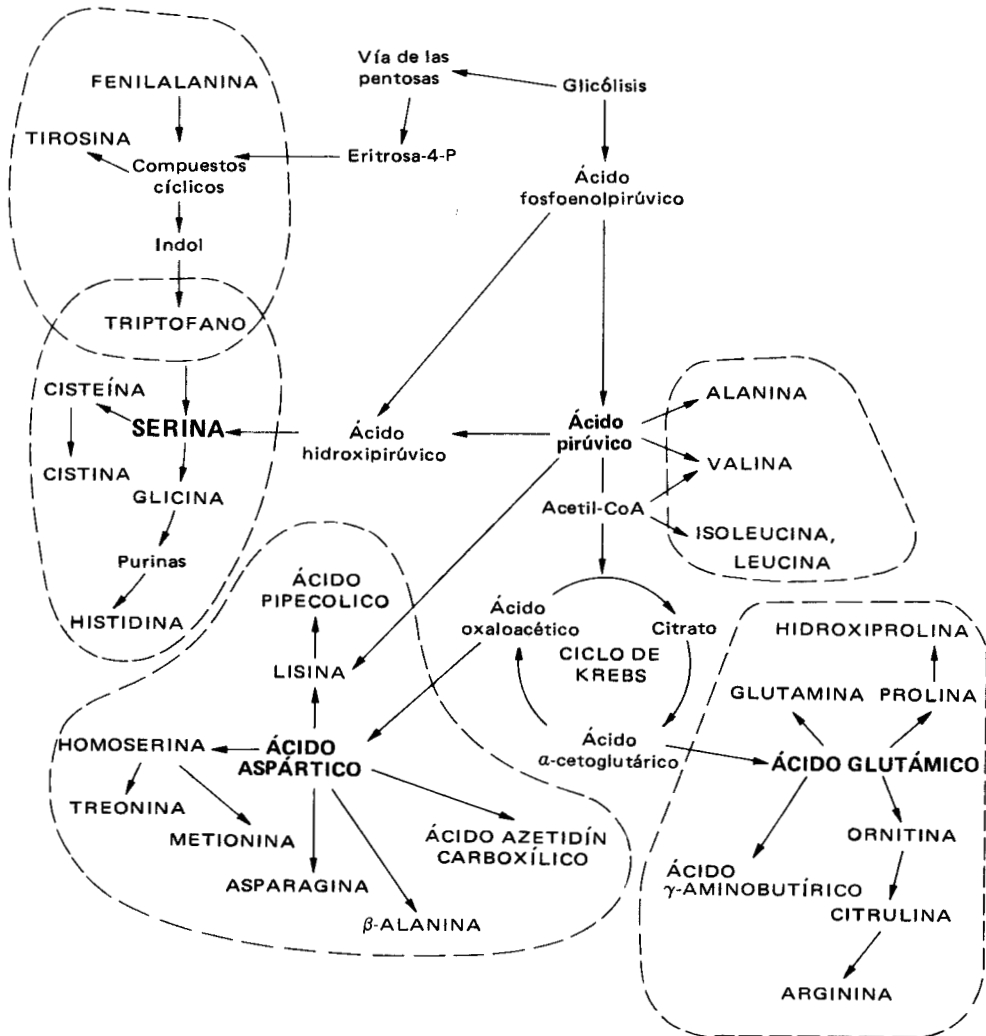 Vía de las
pentosas
Glicólisis
FENILALANINA
TIROSINA
Compuestos
cíclicos
Eritrosa-4-P
Ácido
fosfoenolpirúvico
Indol
TRIPTOFANO
CISTEÍNA
SERINA
Ácido
hidroxipirúvico
Ácido
pirúvico
ALANINA
VALINA
CISTINA
GLICINA
Acetil-CoA
ISOLEUCINA,
LEUCINA
Purinas
HISTIDINA
ÁCIDO
PIPECOLICO
Ácido
oxaloacético
Citrato
CICLO DE
KREBS
HIDROXIPROLINA
LISINA
GLUTAMINA
PROLINA
HOMOSERINA
ÁCIDO
ASPÁRTICO
Ácido
α-cetoglutárico
ÁCIDO GLUTÁMICO
TREONINA
METIONINA
ÁCIDO AZETIDÍN
CARBOXÍLICO
ORNITINA
ASPARAGINA
ÁCIDO
γ-AMINOBUTÍRICO
β-ALANINA
CITRULINA
ARGININA